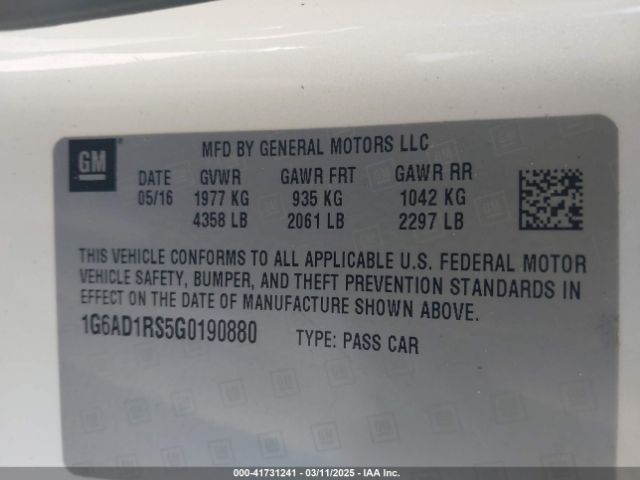 GM
MFD BY GENERAL MOTORS LLC
DATE GVWR GAWR FRT GAWR RR
05/16 1977 KG 935 KG 1042 KG
4358 LB 2061 LB 2297 LB
THIS VEHICLE CONFORMS TO ALL APPLICABLE U.S. FEDERAL MOTOR
VEHICLE SAFETY, BUMPER, AND THEFT PREVENTION STANDARDS IN
EFFECT ON THE DATE OF MANUFACTURE SHOWN ABOVE.
1G6AD1RS5G0190880 TYPE: PASS CAR
000-41731241 - 03/11/2025 - IAA Inc.